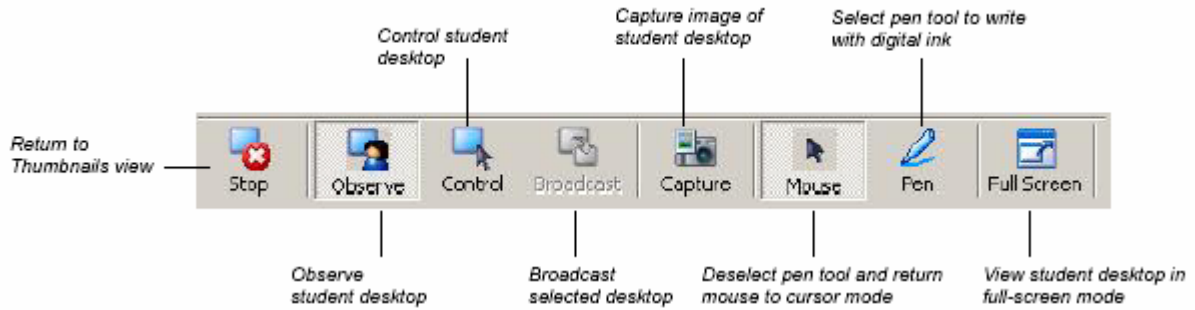 Control student
desktop
Capture image of
student desktop
Select pen tool to write
with digital ink
Return to
Thumbnails view
Stop
Observe
Control
Broadcast
Capture
Mouse
Pen
Full Screen
Observe
student desktop
Broadcast
selected desktop
Deselect pen tool and return
mouse to cursor mode
View student desktop in
full-screen mode